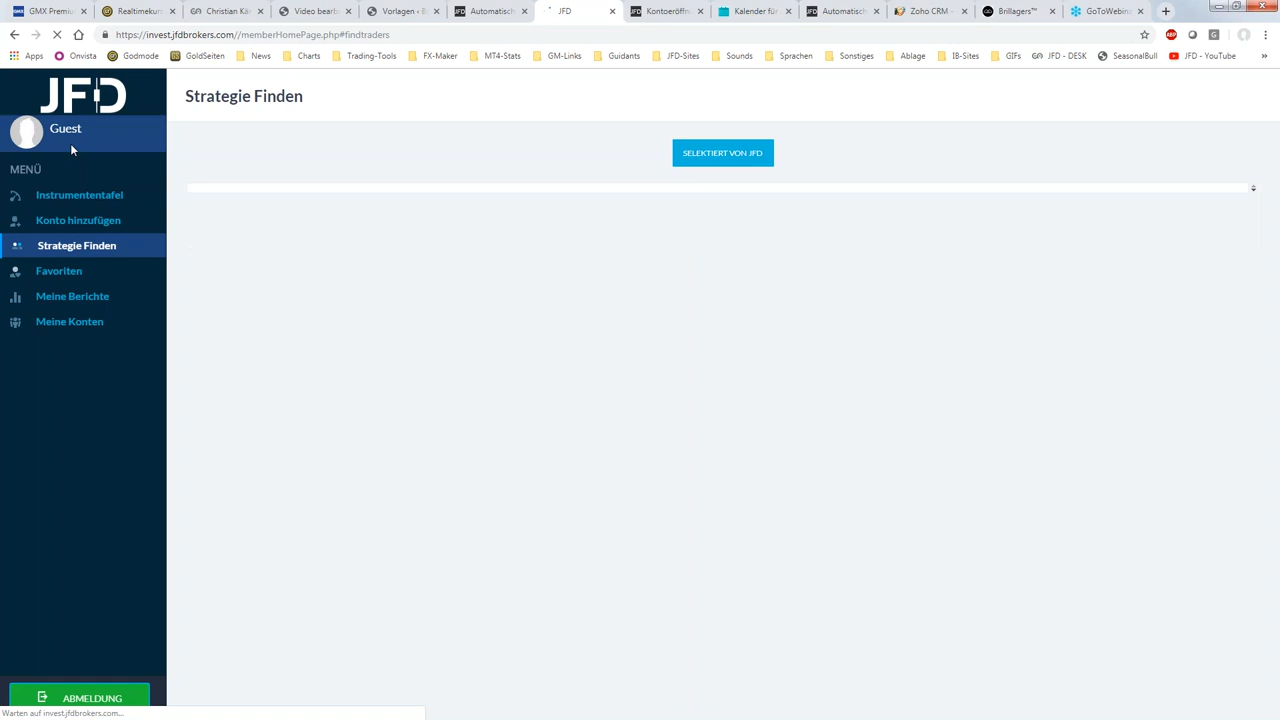 GMX Premiu
Realtimekur
Christian Kä
Video bearb
Vorlagen ‹ B
Automatisch
JFD
Kontoeröffn
Kalender für
Automatisch
Zoho CRM -
Brillagers™
GoToWebina
https://invest.jfdbrokers.com//memberHomePage.php#findtraders
Apps
Onvista
Godmode
GoldSeiten
News
Charts
Trading-Tools
FX-Maker
MT4-Stats
GM-Links
Guidants
JFD-Sites
Sounds
Sprachen
Sonstiges
Ablage
IB-Sites
GIFs
JFD - DESK
SeasonalBull
JFD - YouTube
JFD
Guest
MENÜ
Instrumententafel
Konto hinzufügen
Strategie Finden
Favoriten
Meine Berichte
Meine Konten
ABMELDUNG
Strategie Finden
SELEKTIERT VON JFD
Warten auf invest.jfdbrokers.com...